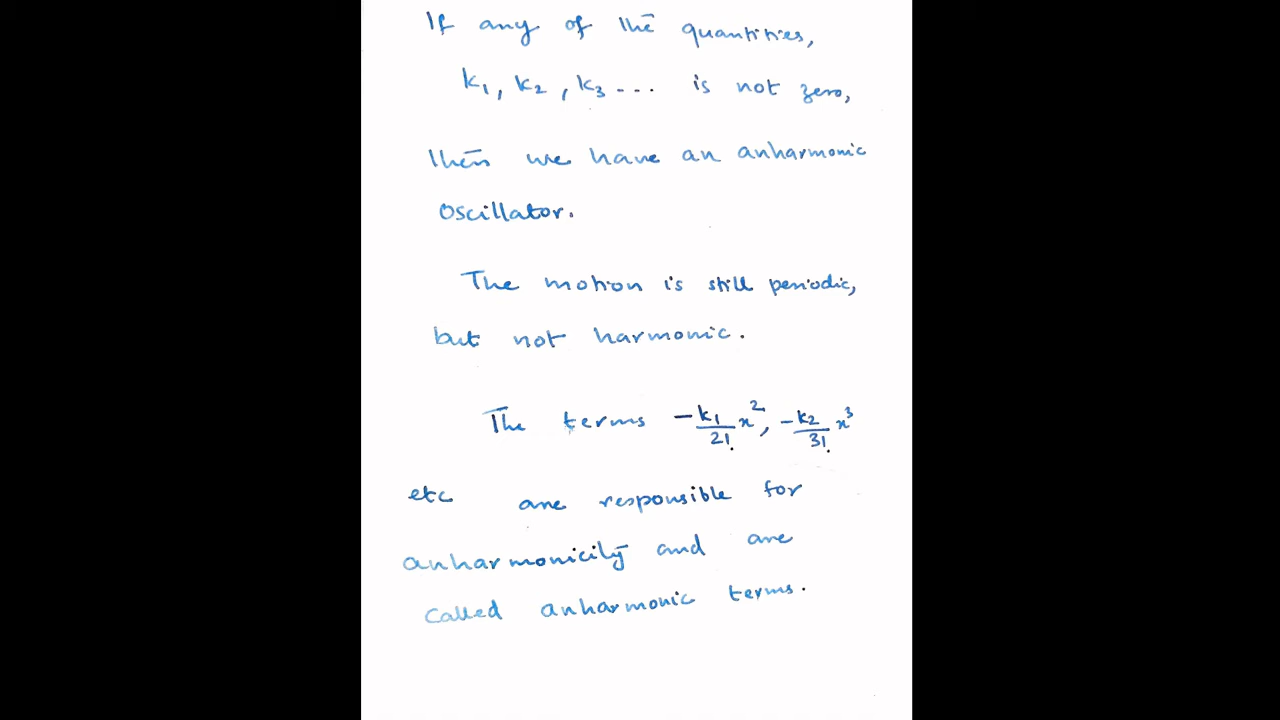 If any of the quantities,
k₁, k₂, k₃ --- is not zero,
then we have an anharmonic
oscillator.
The motion is still periodic,
but not harmonic.
The terms -k₁/2! x², -k₂/3! x³
etc are responsible for
anharmonicity and are
called anharmonic terms.